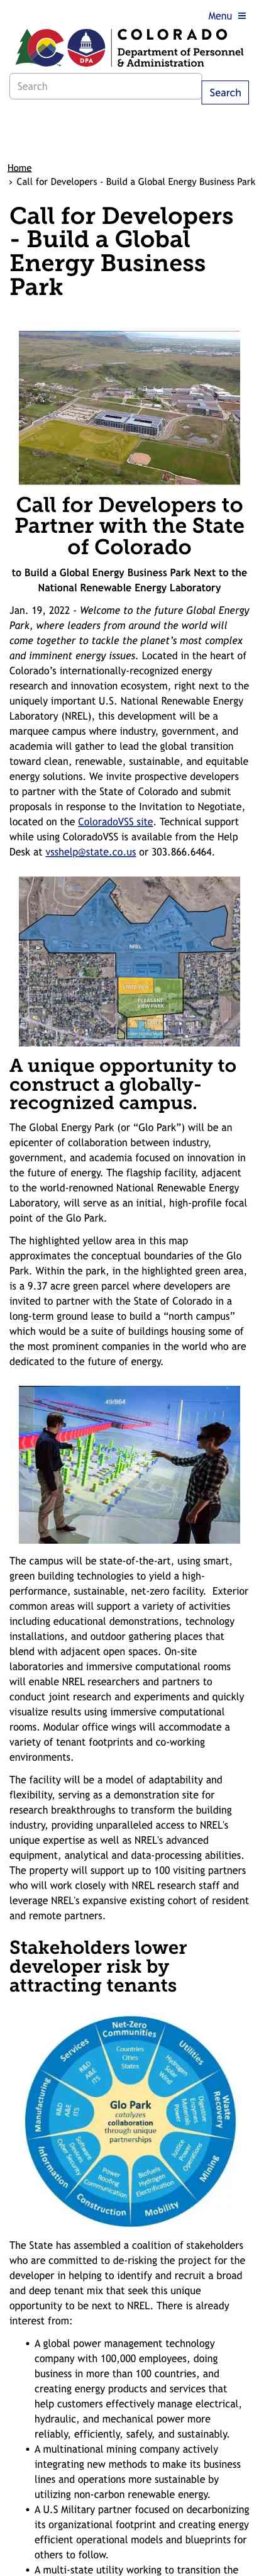 Menu ≡
COLORADO
Department of Personnel
& Administration
DPA
Search
Search
Home
› Call for Developers - Build a Global Energy Business Park
Call for Developers
- Build a Global
Energy Business
Park
Call for Developers to
Partner with the State
of Colorado
to Build a Global Energy Business Park Next to the
National Renewable Energy Laboratory
Jan. 19, 2022 - Welcome to the future Global Energy
Park, where leaders from around the world will
come together to tackle the planet's most complex
and imminent energy issues. Located in the heart of
Colorado's internationally-recognized energy
research and innovation ecosystem, right next to the
uniquely important U.S. National Renewable Energy
Laboratory (NREL), this development will be a
marquee campus where industry, government, and
academia will gather to lead the global transition
toward clean, renewable, sustainable, and equitable
energy solutions. We invite prospective developers
to partner with the State of Colorado and submit
proposals in response to the Invitation to Negotiate,
located on the ColoradoVSS site. Technical support
while using ColoradoVSS is available from the Help
Desk at vsshelp@state.co.us or 303.866.6464.
NREL
PLEASANT
VIEW PARK
A unique opportunity to
construct a globally-
recognized campus.
The Global Energy Park (or “Glo Park”) will be an
epicenter of collaboration between industry,
government, and academia focused on innovation in
the future of energy. The flagship facility, adjacent
to the world-renowned National Renewable Energy
Laboratory, will serve as an initial, high-profile focal
point of the Glo Park.
The highlighted yellow area in this map
approximates the conceptual boundaries of the Glo
Park. Within the park, in the highlighted green area,
is a 9.37 acre green parcel where developers are
invited to partner with the State of Colorado in a
long-term ground lease to build a “north campus”
which would be a suite of buildings housing some of
the most prominent companies in the world who are
dedicated to the future of energy.
The campus will be state-of-the-art, using smart,
green building technologies to yield a high-
performance, sustainable, net-zero facility.  Exterior
common areas will support a variety of activities
including educational demonstrations, technology
installations, and outdoor gathering places that
blend with adjacent open spaces. On-site
laboratories and immersive computational rooms
will enable NREL researchers and partners to
conduct joint research and experiments and quickly
visualize results using immersive computational
rooms. Modular office wings will accommodate a
variety of tenant footprints and co-working
environments.
The facility will be a model of adaptability and
flexibility, serving as a demonstration site for
research breakthroughs to transform the building
industry, providing unparalleled access to NREL's
unique expertise as well as NREL's advanced
equipment, analytical and data-processing abilities.
The property will support up to 100 visiting partners
who will work closely with NREL research staff and
leverage NREL's expansive existing cohort of resident
and remote partners.
Stakeholders lower
developer risk by
attracting tenants
Net-Zero
Communities
Utilities
Waste
Recovery
Mining
Mobility
Construction
Information
Manufacturing
Services
Countries
Cities
States
Hydrogen
Solar
Wind
Digestive
Power
Biofuels
Hydrogen
Electrification
Power
Roofing
Communication
Software
Devices
Cyber Security
R&D
A&E
ITS
R&D
A&E
ITS
Glo Park
catalyzes
collaboration
through unique
partnerships
The State has assembled a coalition of stakeholders
who are committed to de-risking the project for the
developer in helping to identify and recruit a broad
and deep tenant mix that seek this unique
opportunity to be next to NREL. There is already
interest from:
• A global power management technology
company with 100,000 employees, doing
business in more than 100 countries, and
creating energy products and services that
help customers effectively manage electrical,
hydraulic, and mechanical power more
reliably, efficiently, safely, and sustainably.
• A multinational mining company actively
integrating new methods to make its business
lines and operations more sustainable by
utilizing non-carbon renewable energy.
• A U.S Military partner focused on decarbonizing
its organizational footprint and creating energy
efficient operational models and blueprints for
others to follow.
• A multi-state utility working to transition the